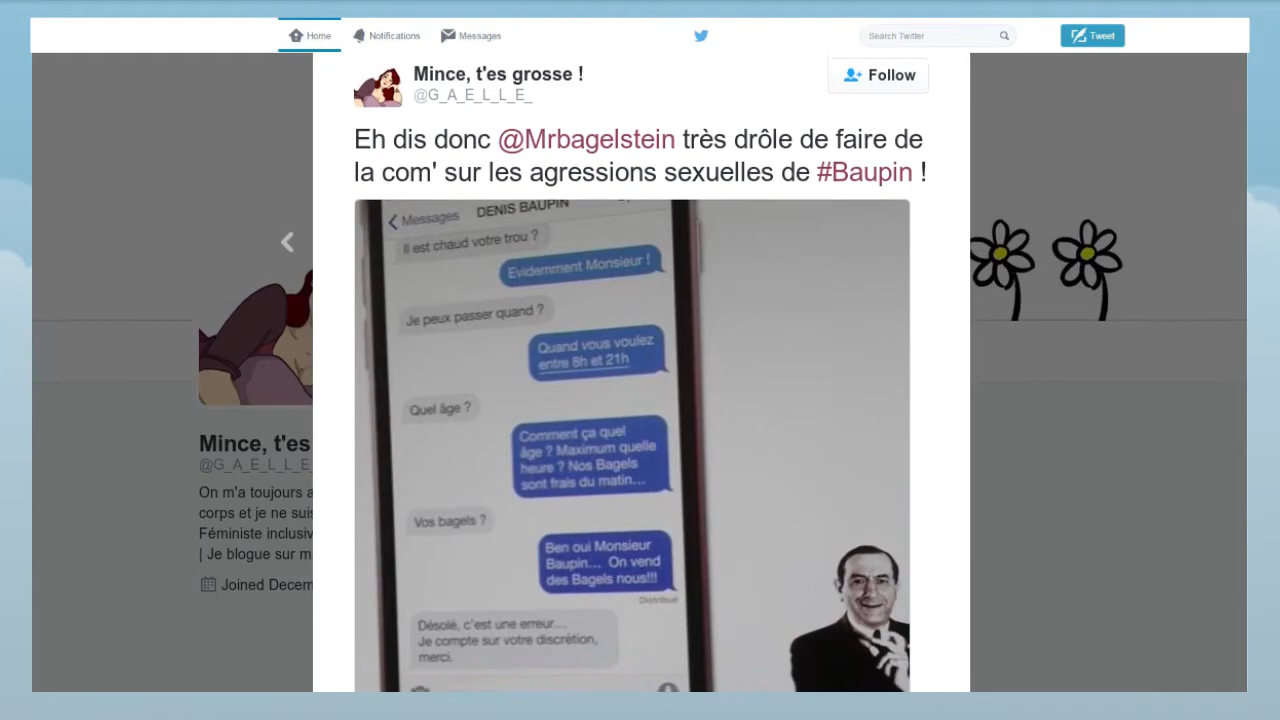 Home Notifications Messages Search Twitter Tweet
Mince, t'es grosse !
@G_A_E_L_L_E_
Follow
Eh dis donc @Mrbagelstein très drôle de faire de
la com' sur les agressions sexuelles de #Baupin !
Messages DENIS BAUPIN
Il est chaud votre trou ?
Evidemment Monsieur !
Je peux passer quand ?
Quand vous voulez
entre 8h et 21h
Quel âge ?
Comment ça quel
âge ? Maximum quelle
heure ? Nos Bagels
sont frais du matin...
Vos bagels ?
Ben oui Monsieur
Baupin... On vend
des Bagels nous!!!
Distribué
Désolé, c'est une erreur...
Je compte sur votre discrétion,
merci.
Mince, t'es
@G_A_E_L_L_E
On m'a toujours
corps et je ne
Féministe
| Je blogue sur
Joined